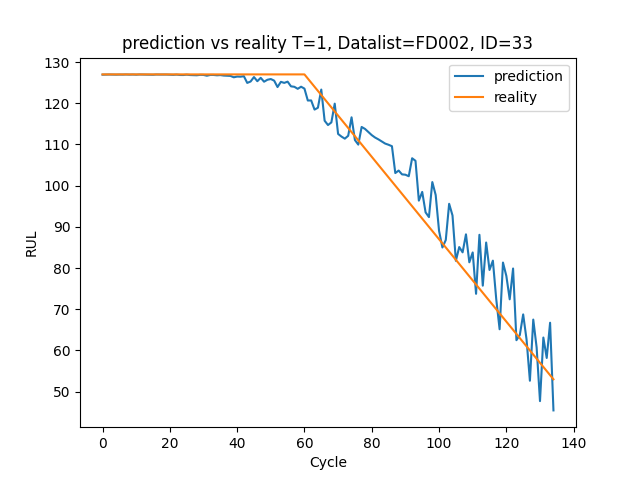 prediction vs reality T=1, Datalist=FD002, ID=33
prediction
reality
130
120
110
100
90
80
70
60
50
RUL
0 20 40 60 80 100 120 140
Cycle